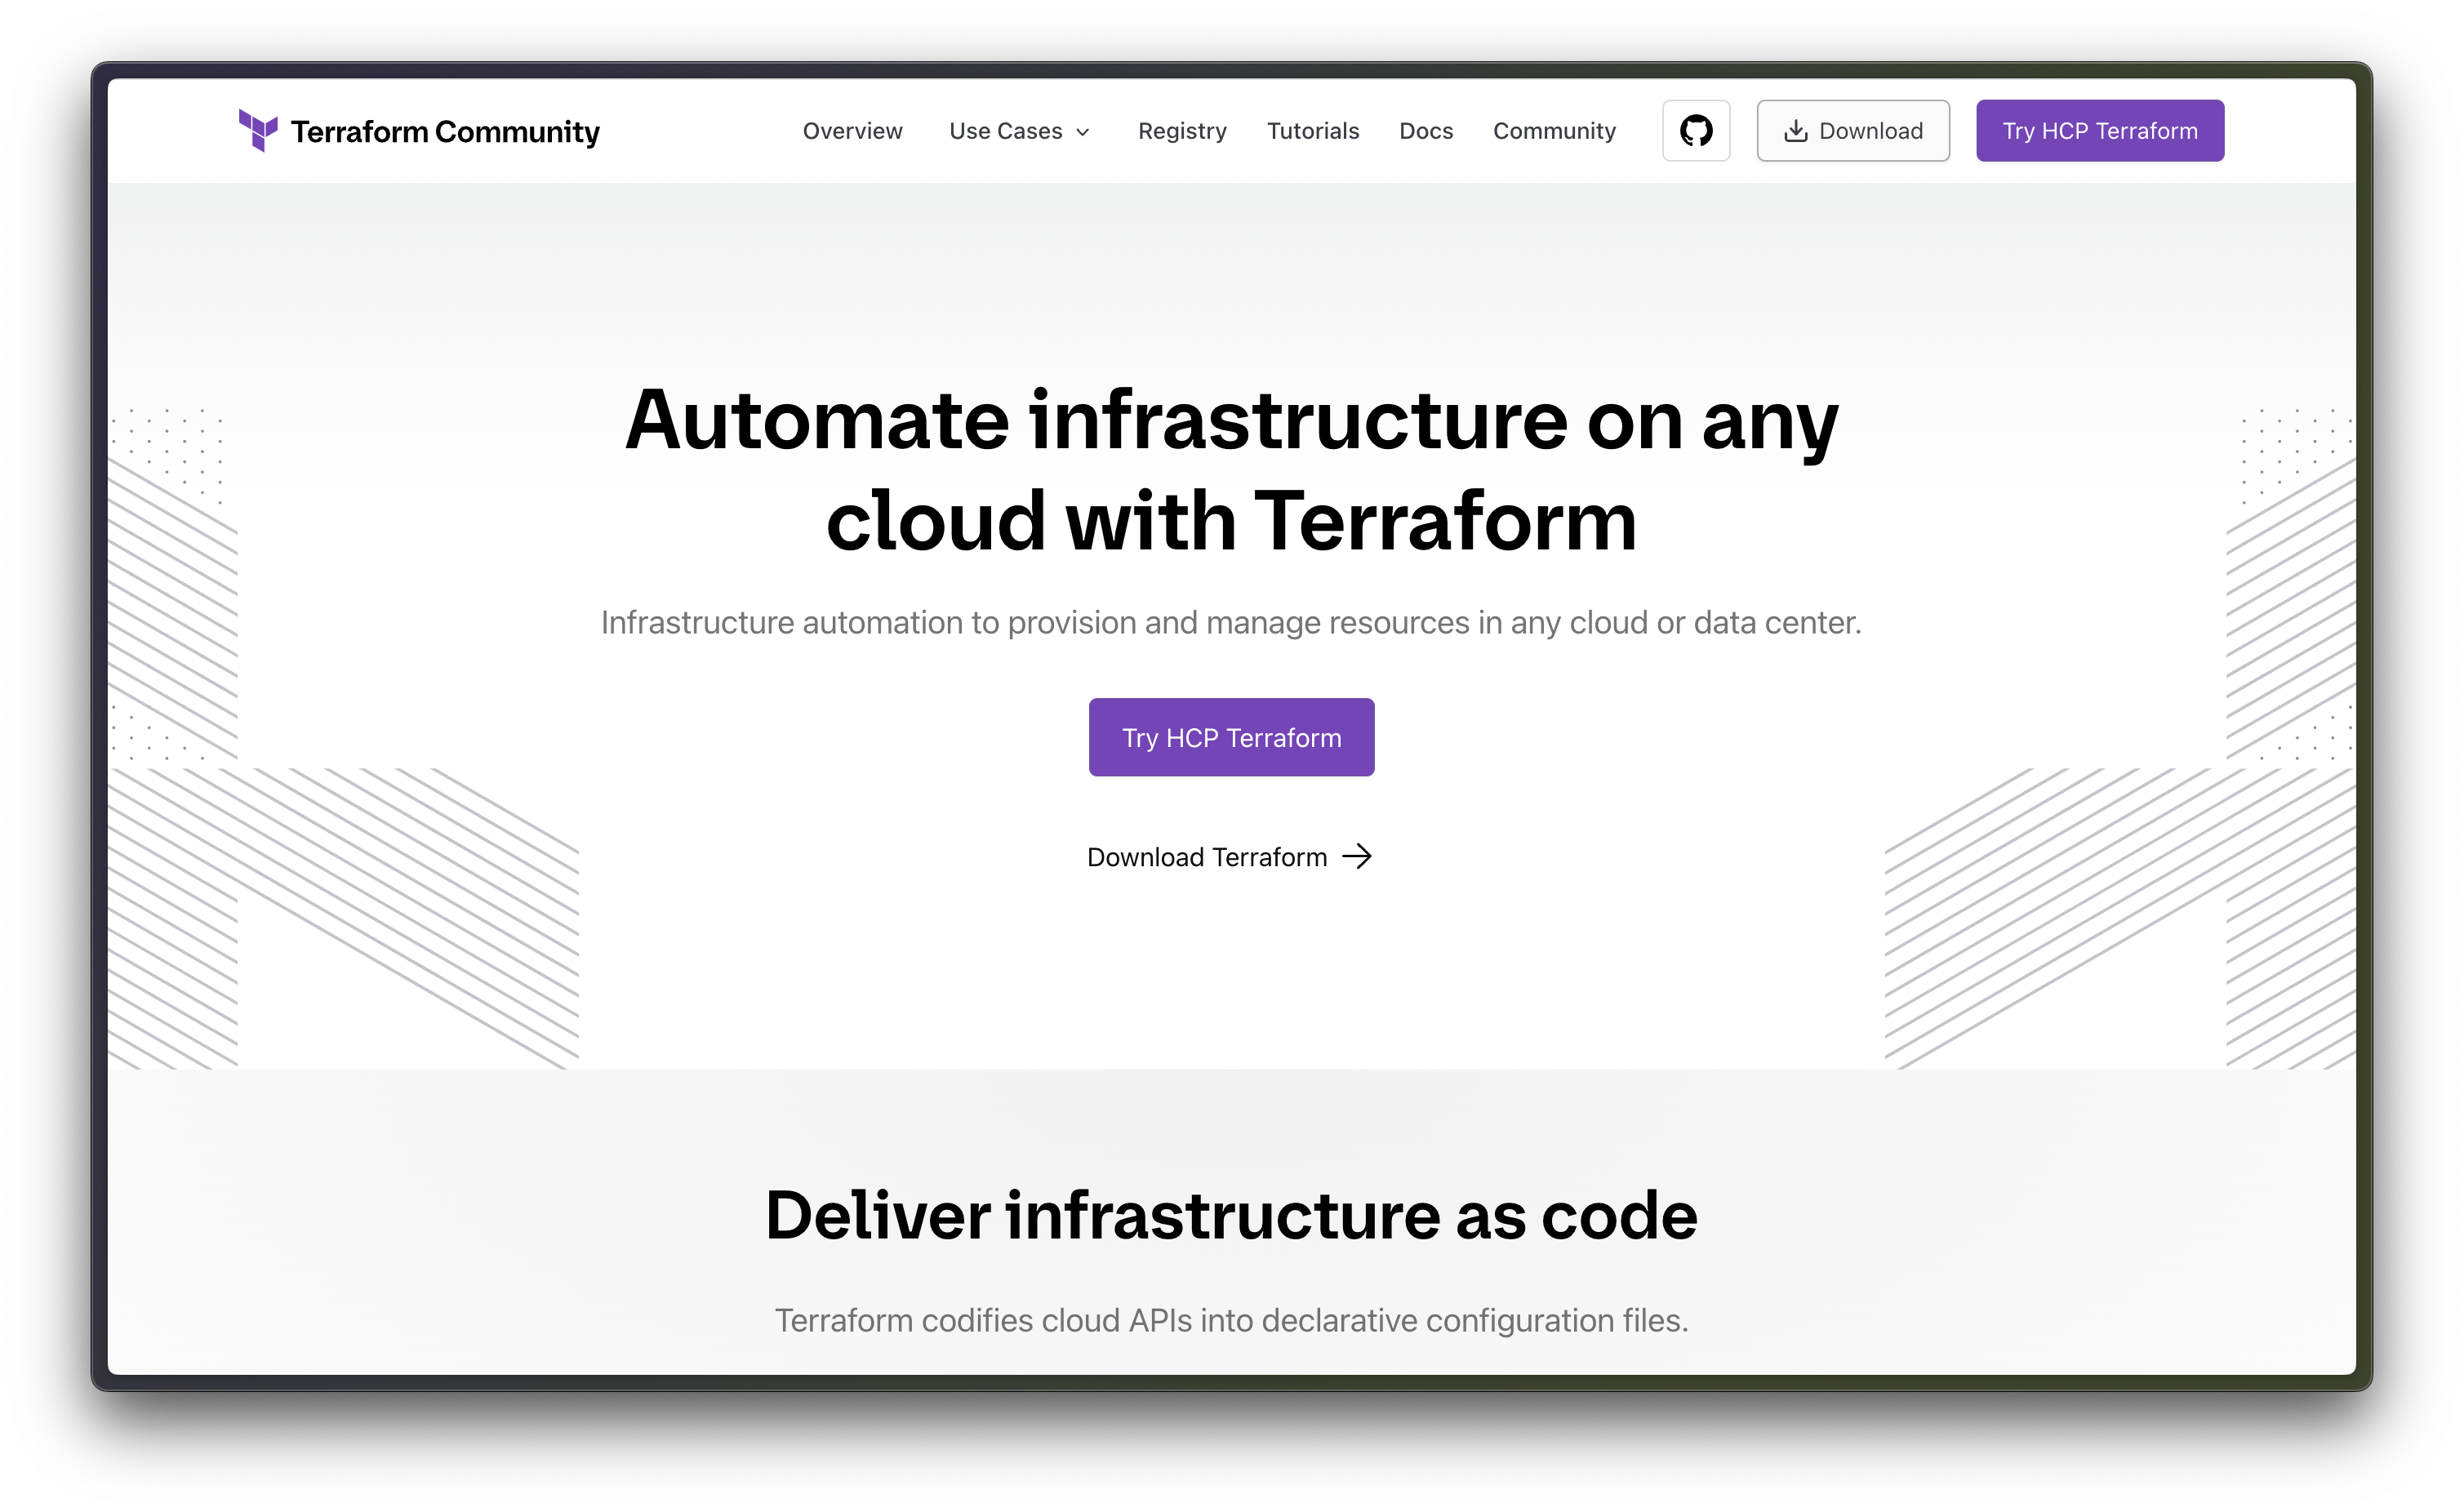 Terraform Community
Overview
Use Cases
Registry
Tutorials
Docs
Community
Download
Try HCP Terraform
Automate infrastructure on any
cloud with Terraform
Infrastructure automation to provision and manage resources in any cloud or data center.
Try HCP Terraform
Download Terraform
Deliver infrastructure as code
Terraform codifies cloud APIs into declarative configuration files.